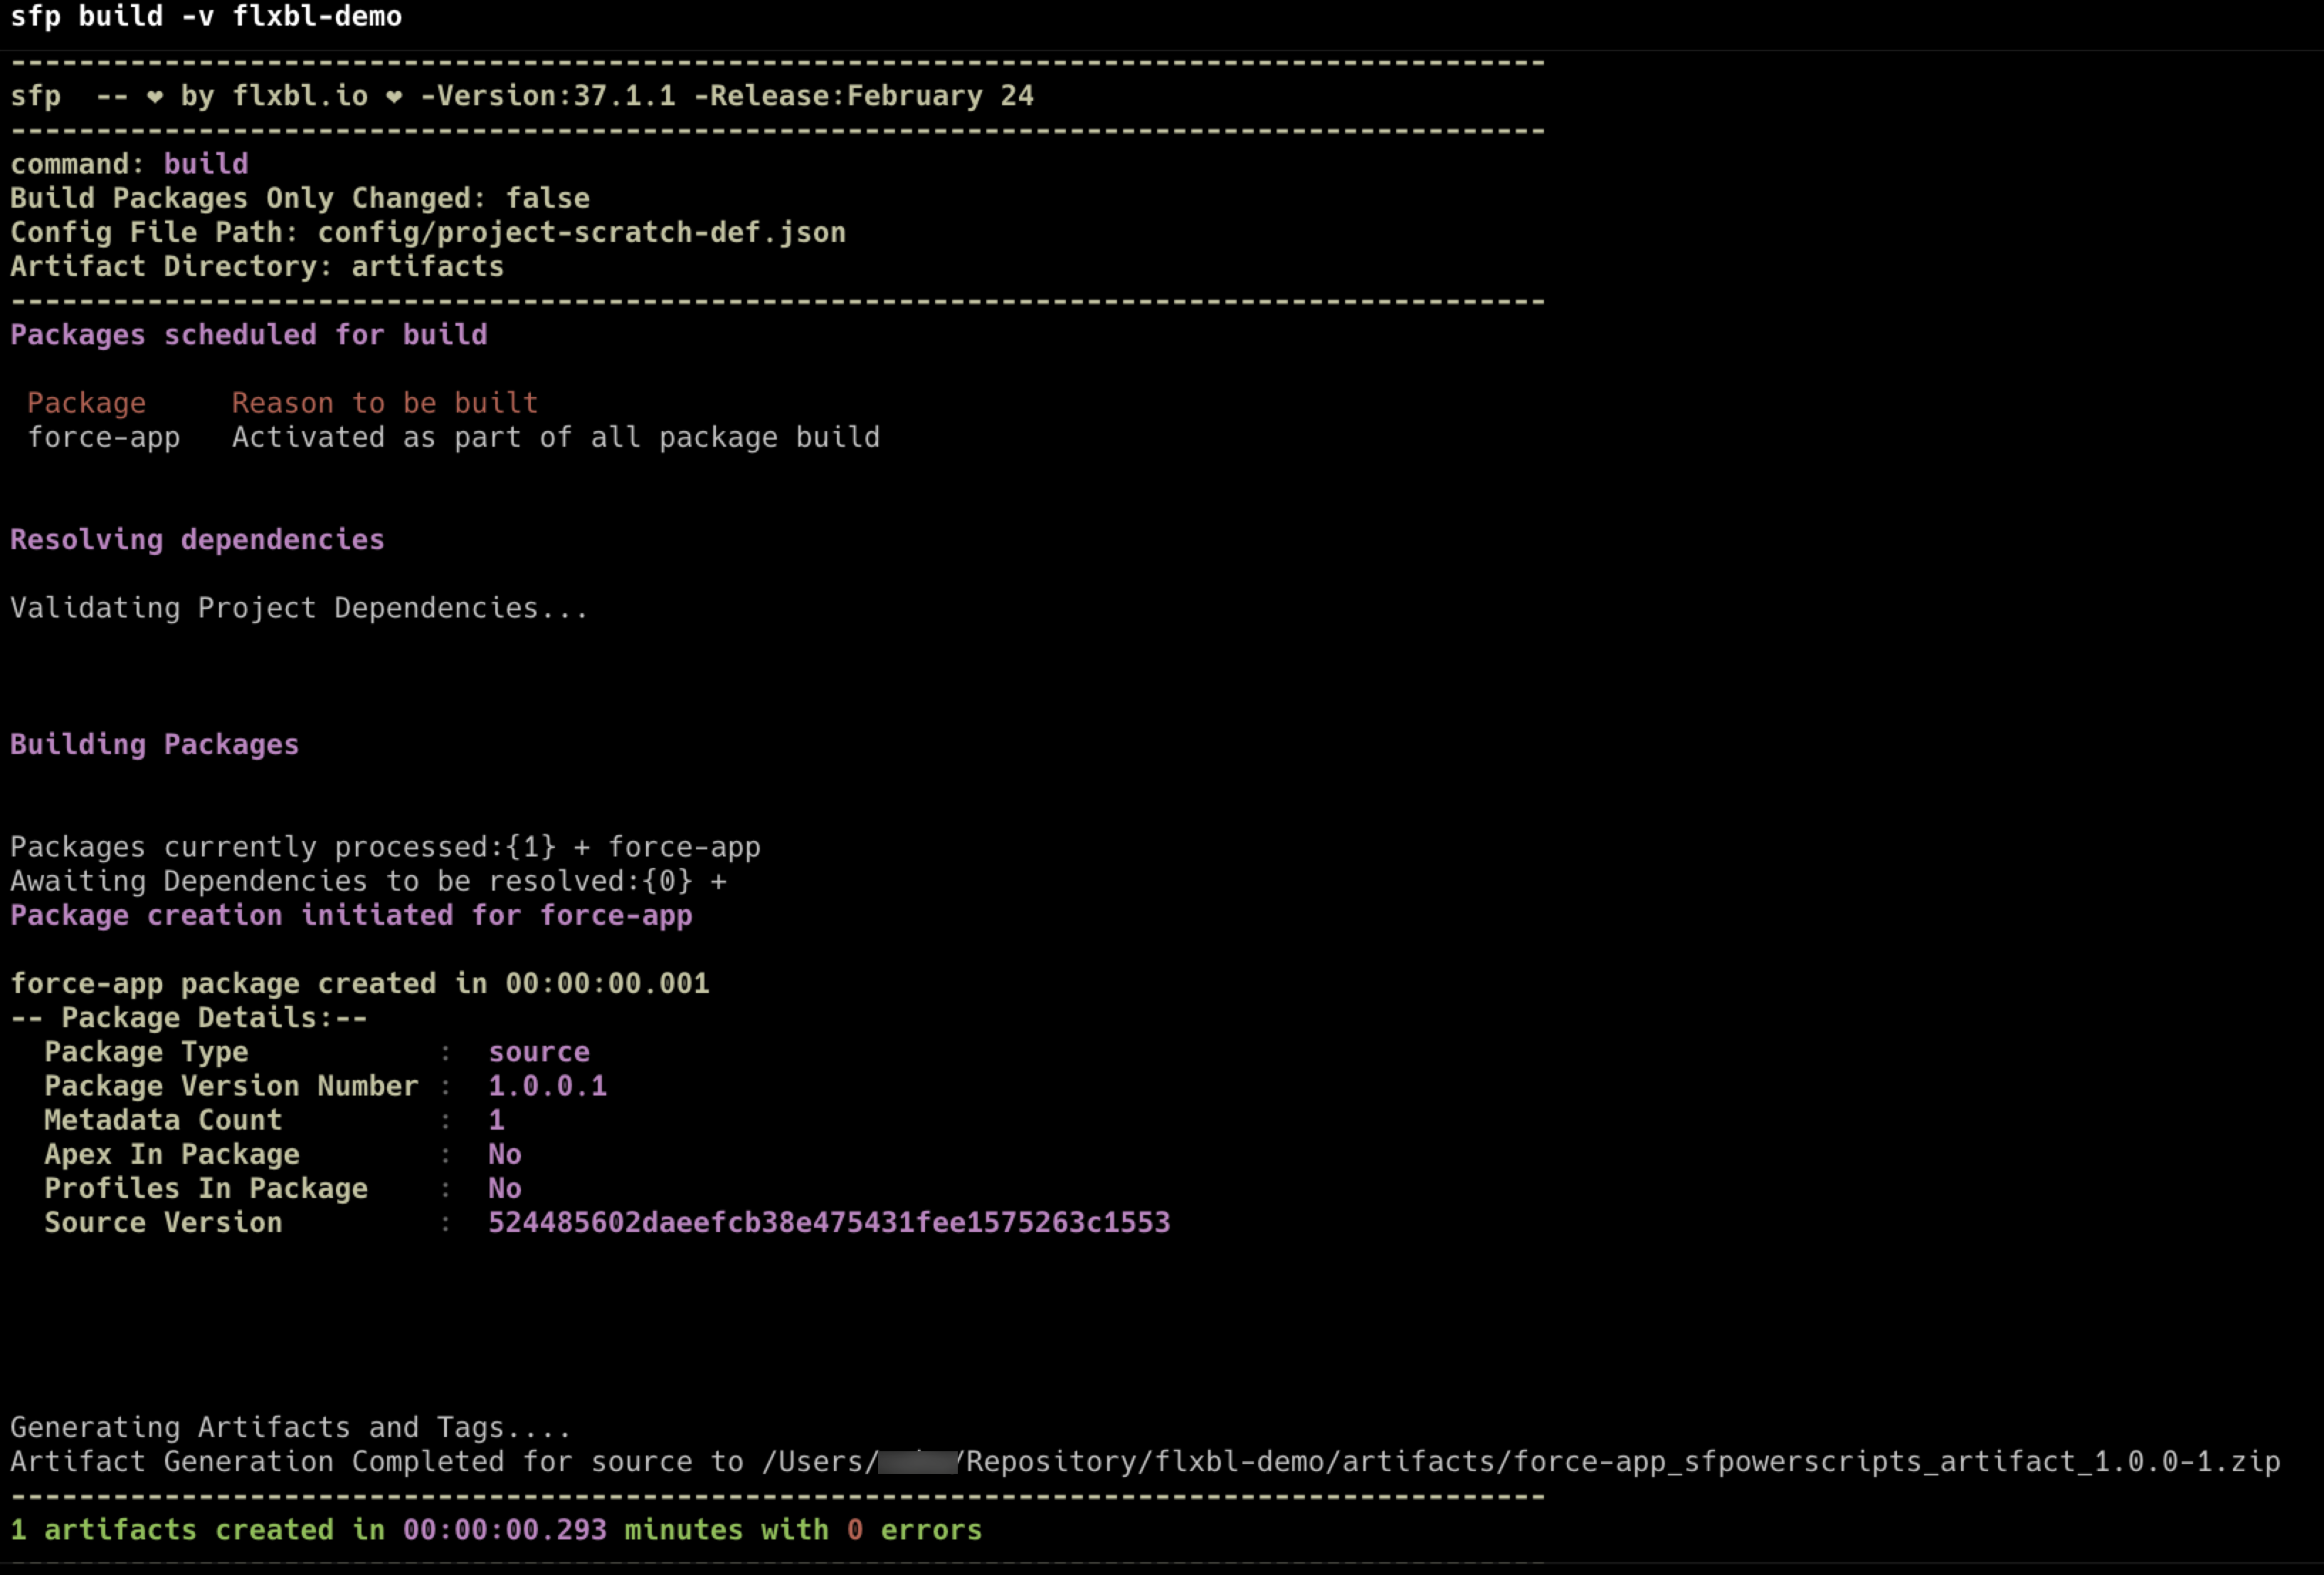 sfp build -v flxbl-demo
------------------------------------------------------------------------------------------
sfp  -- ❤ by flxbl.io ❤ -Version:37.1.1 -Release:February 24
------------------------------------------------------------------------------------------
command: build
Build Packages Only Changed: false
Config File Path: config/project-scratch-def.json
Artifact Directory: artifacts
------------------------------------------------------------------------------------------
Packages scheduled for build
Package     Reason to be built
force-app   Activated as part of all package build
Resolving dependencies
Validating Project Dependencies...
Building Packages
Packages currently processed:{1} + force-app
Awaiting Dependencies to be resolved:{0} +
Package creation initiated for force-app
force-app package created in 00:00:00.001
-- Package Details:--
Package Type           :  source
Package Version Number :  1.0.0.1
Metadata Count         :  1
Apex In Package        :  No
Profiles In Package    :  No
Source Version         :  524485602daeefcb38e475431fee1575263c1553
Generating Artifacts and Tags....
Artifact Generation Completed for source to /Users/ /Repository/flxbl-demo/artifacts/force-app_sfpowerscripts_artifact_1.0.0-1.zip
------------------------------------------------------------------------------------------
1 artifacts created in 00:00:00.293 minutes with 0 errors
------------------------------------------------------------------------------------------